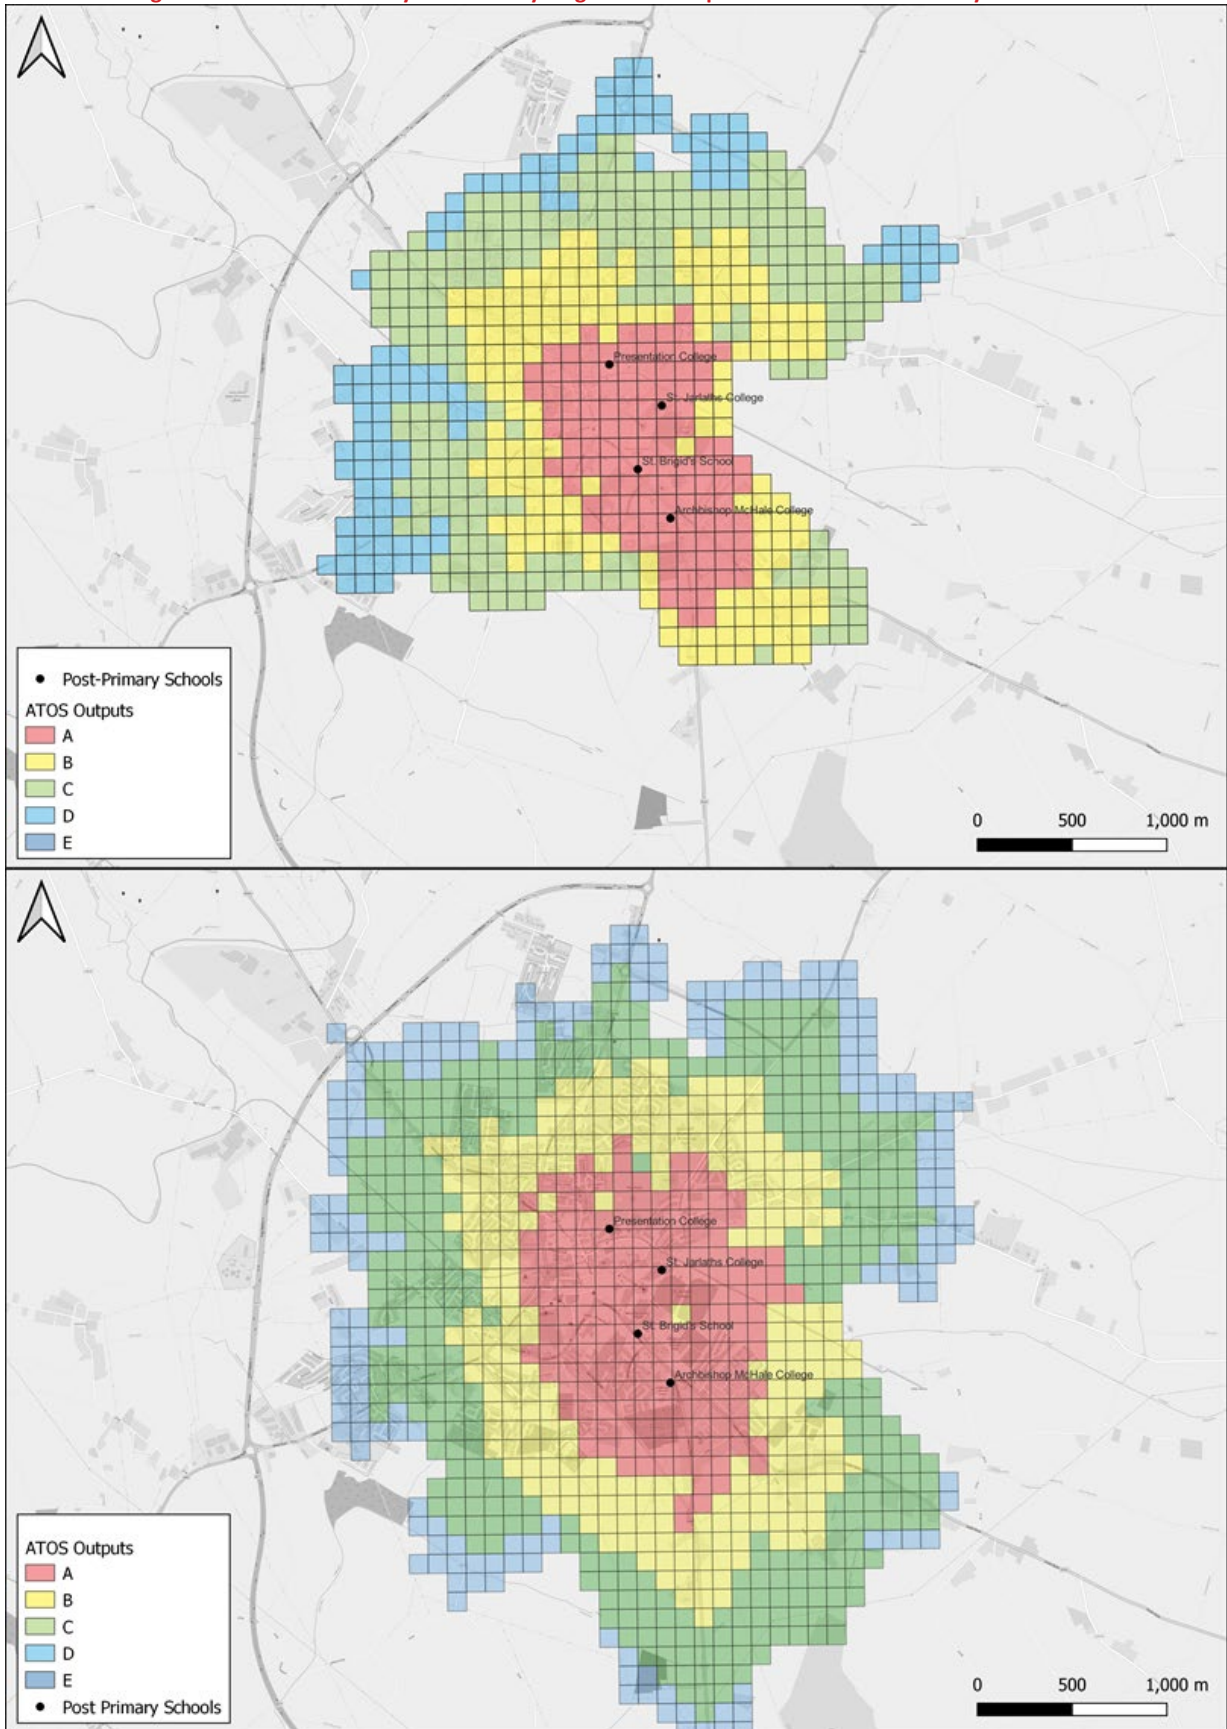 Presentation College
St. Jarlaths College
St. Brigid's School
Archbishop McHale College
Post-Primary Schools
ATOS Outputs
A
B
C
D
E
0 500 1,000 m
Presentation College
St. Jarlaths College
St. Brigid's School
Archbishop McHale College
ATOS Outputs
A
B
C
D
E
Post Primary Schools
0 500 1,000 m